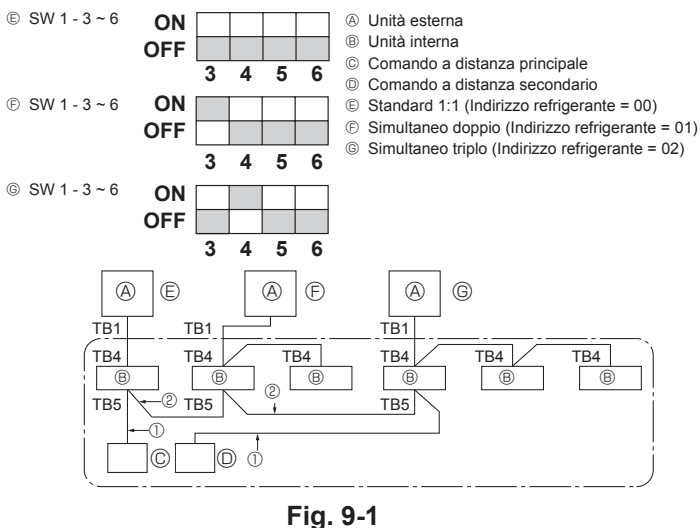 Ⓔ SW 1 - 3 ~ 6
ON
OFF
3 4 5 6
Ⓕ SW 1 - 3 ~ 6
ON
OFF
3 4 5 6
Ⓖ SW 1 - 3 ~ 6
ON
OFF
3 4 5 6
Ⓐ Unità esterna
Ⓑ Unità interna
Ⓒ Comando a distanza principale
Ⓓ Comando a distanza secondario
Ⓔ Standard 1:1 (Indirizzo refrigerante = 00)
Ⓕ Simultaneo doppio (Indirizzo refrigerante = 01)
Ⓖ Simultaneo triplo (Indirizzo refrigerante = 02)
Ⓐ Ⓔ Ⓐ Ⓕ Ⓐ Ⓖ
TB1 TB1 TB1
TB4 TB4 TB4 TB4 TB4 TB4
Ⓑ Ⓑ Ⓑ Ⓑ Ⓑ Ⓑ
TB5 ② TB5 ② TB5
① ①
Ⓒ Ⓓ
Fig. 9-1